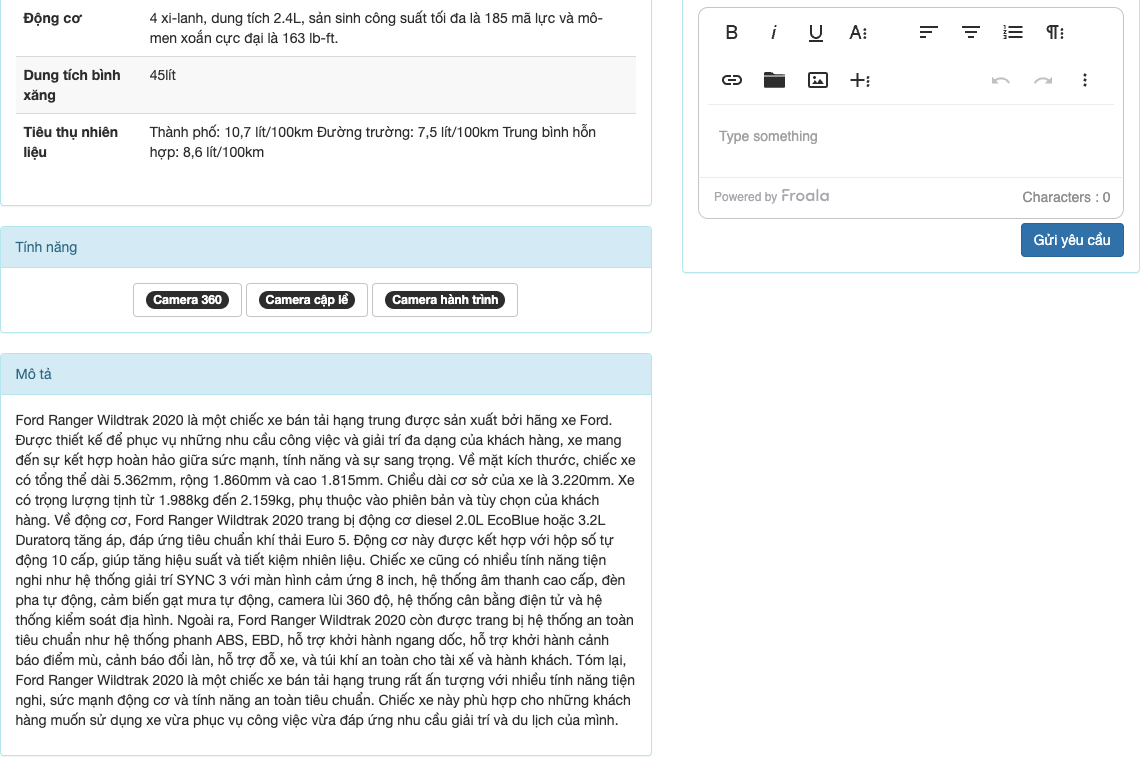 Động cơ
4 xi-lanh, dung tích 2.4L, sản sinh công suất tối đa là 185 mã lực và mô-
men xoắn cực đại là 163 lb-ft.
Dung tích bình
xăng
45lít
Tiêu thụ nhiên
liệu
Thành phố: 10,7 lít/100km Đường trường: 7,5 lít/100km Trung bình hỗn
hợp: 8,6 lít/100km
Tính năng
Camera 360
Camera cập lề
Camera hành trình
Mô tả
Ford Ranger Wildtrak 2020 là một chiếc xe bán tải hạng trung được sản xuất bởi hãng xe Ford.
Được thiết kế để phục vụ những nhu cầu công việc và giải trí đa dạng của khách hàng, xe mang
đến sự kết hợp hoàn hảo giữa sức mạnh, tính năng và sự sang trọng. Về mặt kích thước, chiếc xe
có tổng thể dài 5.362mm, rộng 1.860mm và cao 1.815mm. Chiều dài cơ sở của xe là 3.220mm. Xe
có trọng lượng tịnh từ 1.988kg đến 2.159kg, phụ thuộc vào phiên bản và tùy chọn của khách
hàng. Về động cơ, Ford Ranger Wildtrak 2020 trang bị động cơ diesel 2.0L EcoBlue hoặc 3.2L
Duratorq tăng áp, đáp ứng tiêu chuẩn khí thải Euro 5. Động cơ này được kết hợp với hộp số tự
động 10 cấp, giúp tăng hiệu suất và tiết kiệm nhiên liệu. Chiếc xe cũng có nhiều tính năng tiện
nghi như hệ thống giải trí SYNC 3 với màn hình cảm ứng 8 inch, hệ thống âm thanh cao cấp, đèn
pha tự động, cảm biến gạt mưa tự động, camera lùi 360 độ, hệ thống cân bằng điện tử và hệ
thống kiểm soát địa hình. Ngoài ra, Ford Ranger Wildtrak 2020 còn được trang bị hệ thống an toàn
tiêu chuẩn như hệ thống phanh ABS, EBD, hỗ trợ khởi hành ngang dốc, hỗ trợ khởi hành cảnh
báo điểm mù, cảnh báo đổi làn, hỗ trợ đỗ xe, và túi khí an toàn cho tài xế và hành khách. Tóm lại,
Ford Ranger Wildtrak 2020 là một chiếc xe bán tải hạng trung rất ấn tượng với nhiều tính năng tiện
nghi, sức mạnh động cơ và tính năng an toàn tiêu chuẩn. Chiếc xe này phù hợp cho những khách
hàng muốn sử dụng xe vừa phục vụ công việc vừa đáp ứng nhu cầu giải trí và du lịch của mình.
Type something
Powered by Froala
Characters : 0
Gửi yêu cầu